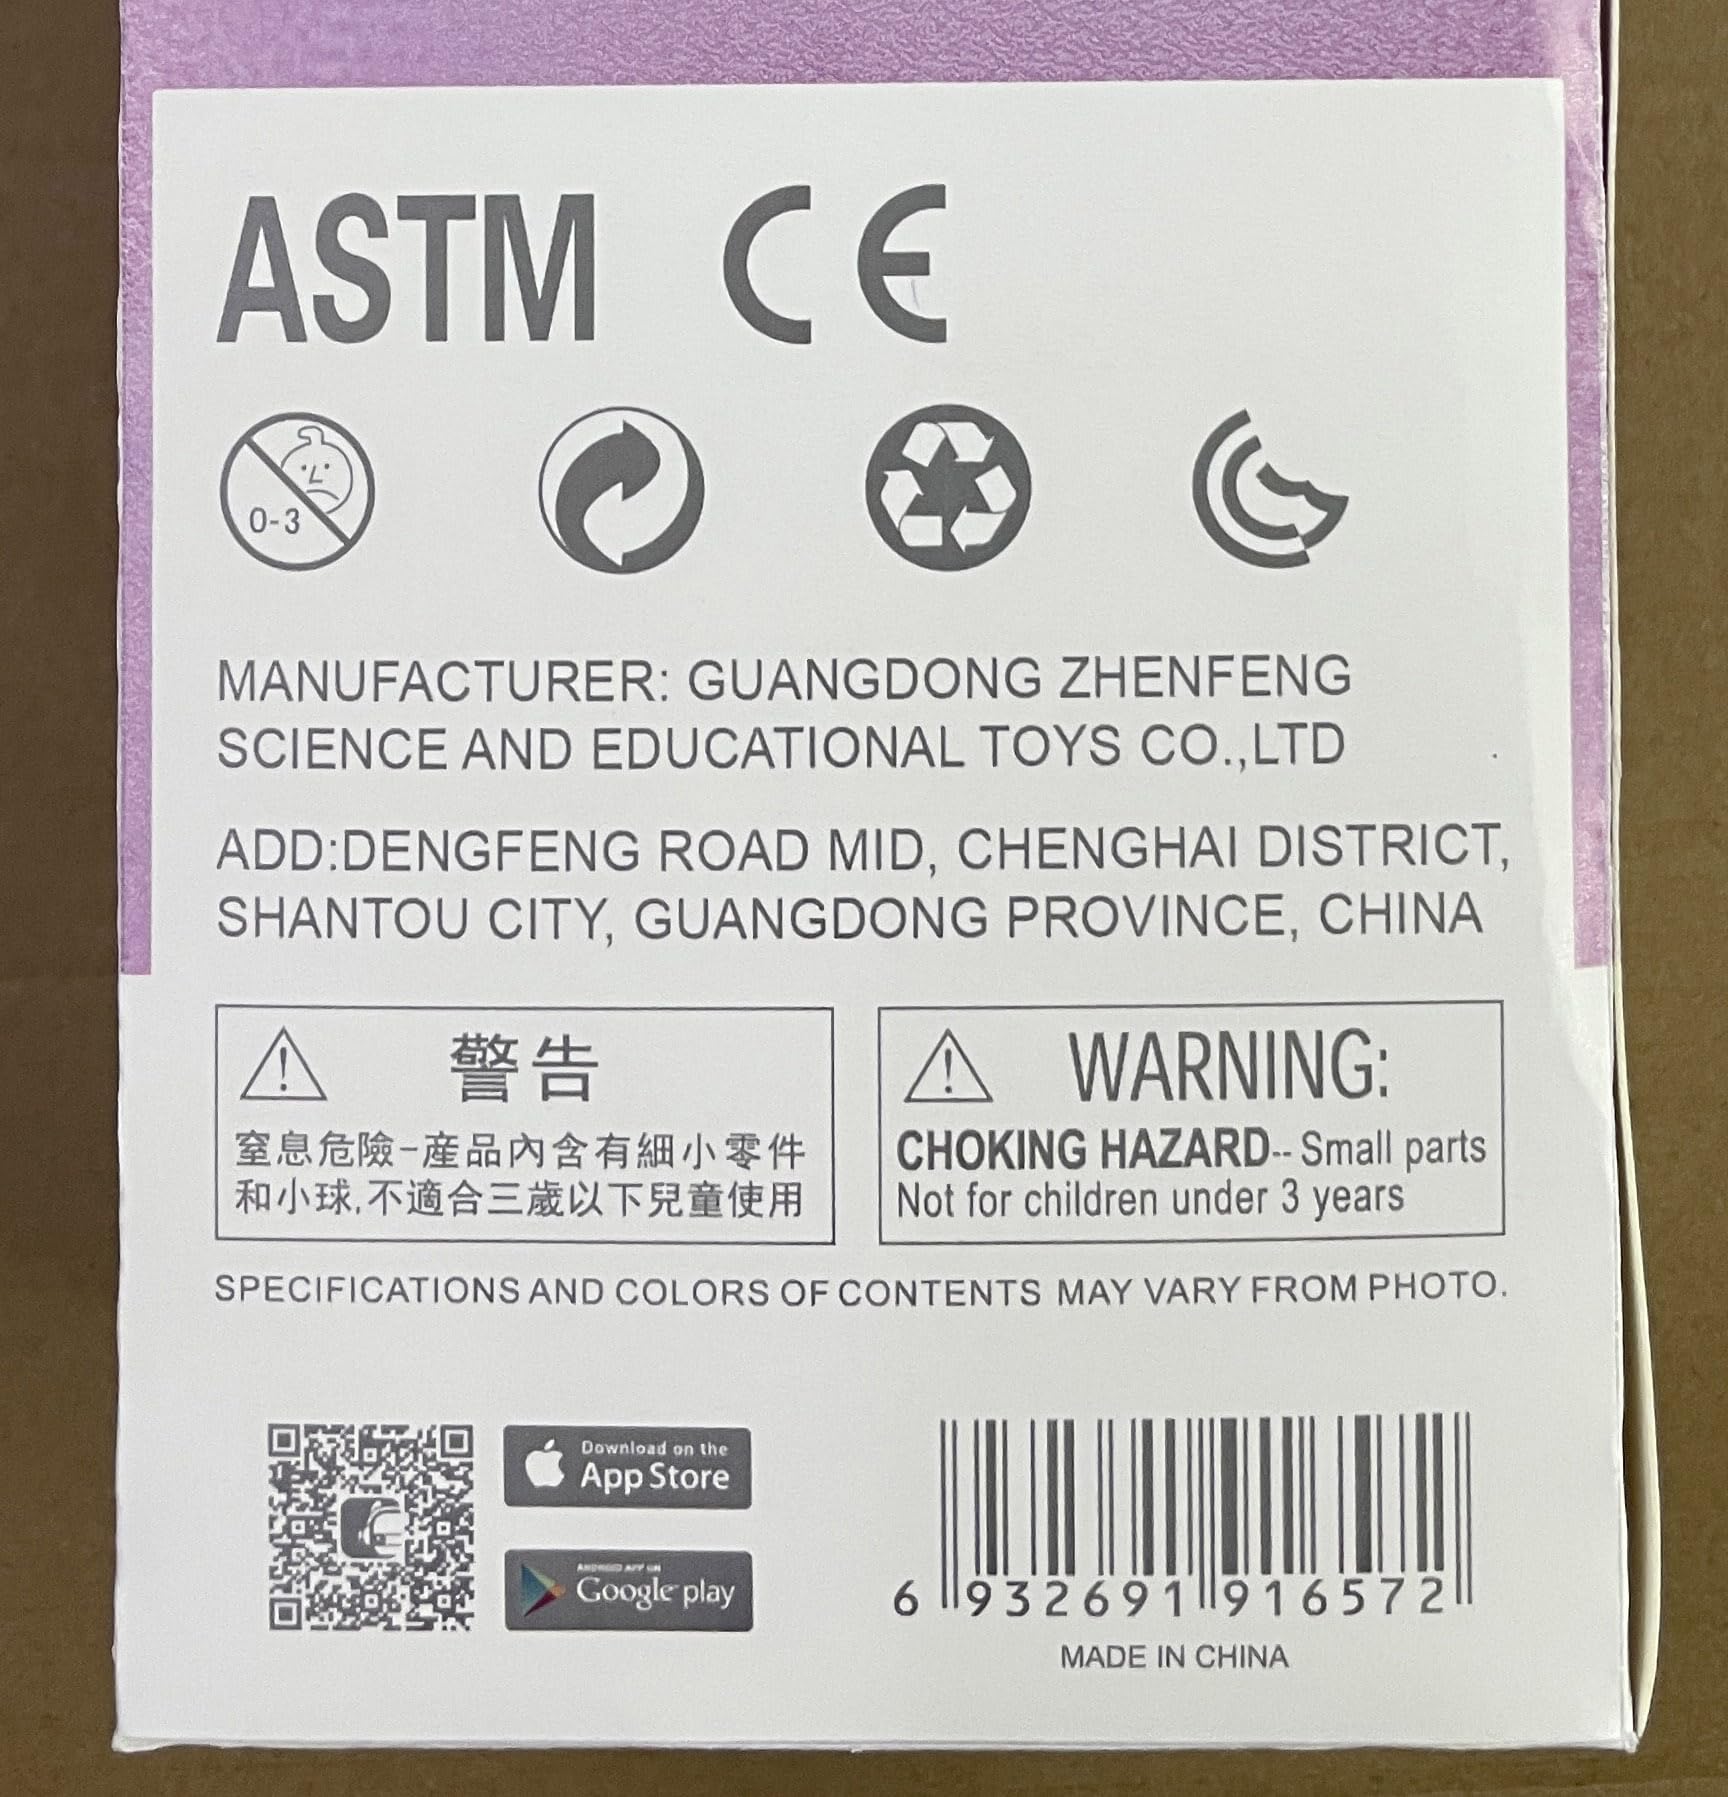 ASTM CE
0-3
MANUFACTURER: GUANGDONG ZHENFENG
SCIENCE AND EDUCATIONAL TOYS CO.,LTD
ADD:DENGFENG ROAD MID, CHENGHAI DISTRICT,
SHANTOU CITY, GUANGDONG PROVINCE, CHINA
警告
窒息危險-産品內含有細小零件
和小球,不適合三歲以下兒童使用
WARNING:
CHOKING HAZARD-- Small parts
Not for children under 3 years
SPECIFICATIONS AND COLORS OF CONTENTS MAY VARY FROM PHOTO.
Download on the
App Store
ANDROID APP ON
Google play
6 932691 916572
MADE IN CHINA